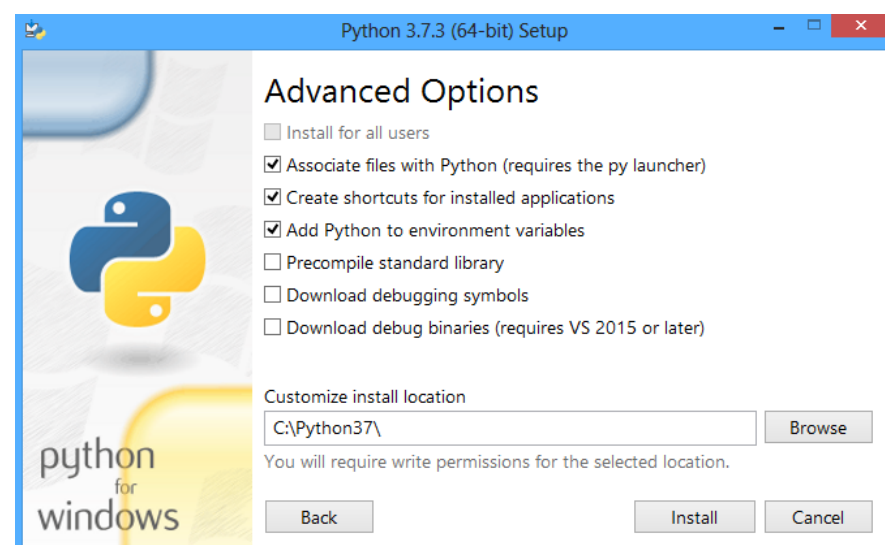 Python 3.7.3 (64-bit) Setup
Advanced Options
Install for all users
Associate files with Python (requires the py launcher)
Create shortcuts for installed applications
Add Python to environment variables
Precompile standard library
Download debugging symbols
Download debug binaries (requires VS 2015 or later)
Customize install location
C:\Python37\
Browse
You will require write permissions for the selected location.
python
for
windows
Back
Install
Cancel